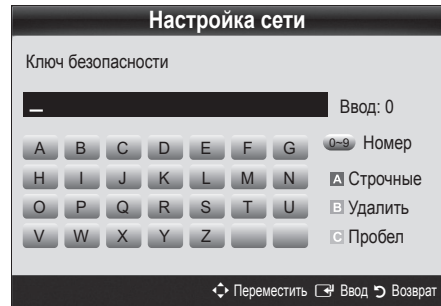 Настройка сети
Ключ безопасности
_ Ввод: 0
A B C D E F G 0~9 Номер
H I J K L M N A Строчные
O P Q R S T U B Удалить
V W X Y Z C Пробел
Переместить Ввод Возврат